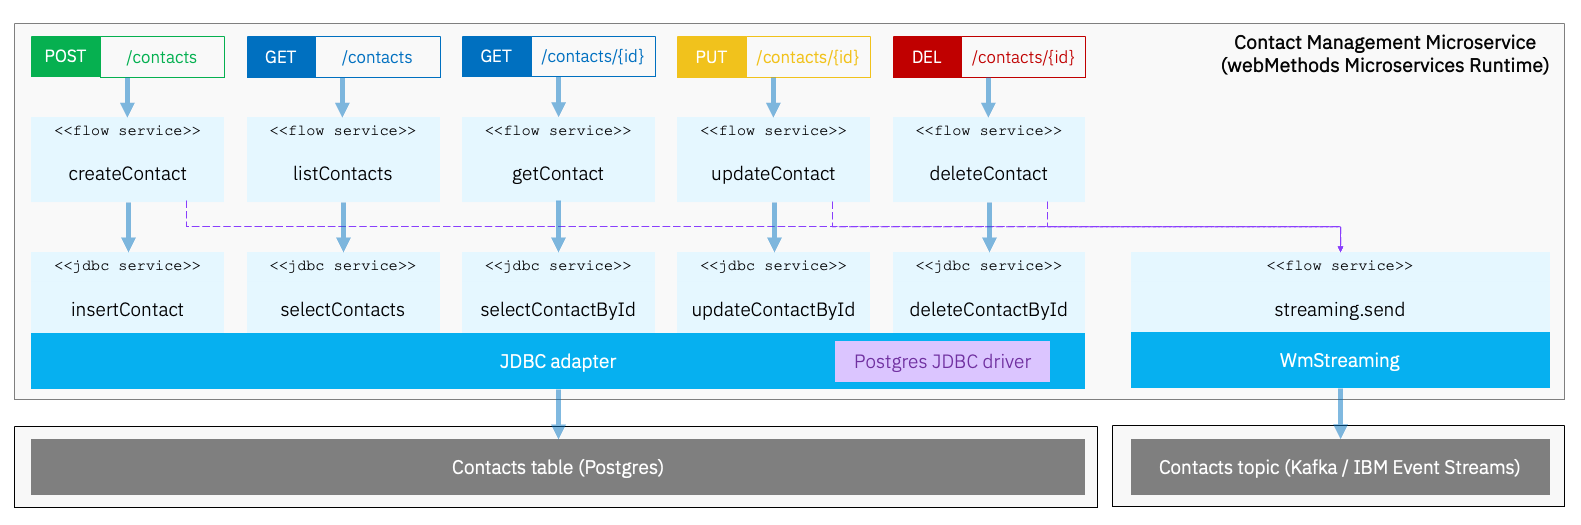 POST /contacts
GET /contacts
GET /contacts/{id}
PUT /contacts/{id}
DEL /contacts/{id}
Contact Management Microservice
(webMethods Microservices Runtime)
<<flow service>>
createContact
<<flow service>>
listContacts
<<flow service>>
getContact
<<flow service>>
updateContact
<<flow service>>
deleteContact
<<jdbc service>>
insertContact
<<jdbc service>>
selectContacts
<<jdbc service>>
selectContactById
<<jdbc service>>
updateContactById
<<jdbc service>>
deleteContactById
<<flow service>>
streaming.send
JDBC adapter
Postgres JDBC driver
WmStreaming
Contacts table (Postgres)
Contacts topic (Kafka / IBM Event Streams)